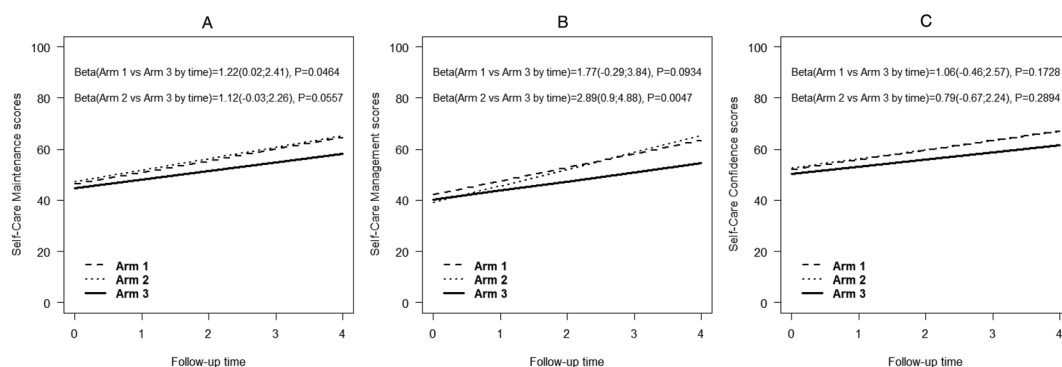 A
Self-Care Maintenance scores
100
80
60
40
20
0
Beta(Arm 1 vs Arm 3 by time)=1.22(0.02;2.41), P=0.0464
Beta(Arm 2 vs Arm 3 by time)=1.12(-0.03;2.26), P=0.0557
Arm 1
Arm 2
Arm 3
0 1 2 3 4
Follow-up time
B
Self-Care Management scores
100
80
60
40
20
0
Beta(Arm 1 vs Arm 3 by time)=1.77(-0.29;3.84), P=0.0934
Beta(Arm 2 vs Arm 3 by time)=2.89(0.9;4.88), P=0.0047
Arm 1
Arm 2
Arm 3
0 1 2 3 4
Follow-up time
C
Self-Care Confidence scores
100
80
60
40
20
0
Beta(Arm 1 vs Arm 3 by time)=1.06(-0.46;2.57), P=0.1728
Beta(Arm 2 vs Arm 3 by time)=0.79(-0.67;2.24), P=0.2894
Arm 1
Arm 2
Arm 3
0 1 2 3 4
Follow-up time